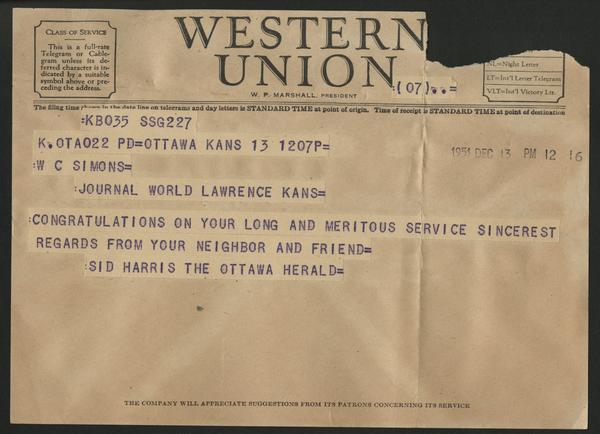 CLASS OF SERVICE
This is a full-rate
Telegram or Cable-
gram unless its de-
ferred character is in-
dicated by a suitable
symbol above or pre-
ceding the address.
WESTERN
UNION
W. P. MARSHALL, PRESIDENT
:(07)..=
NL=Night Letter
LT=Int'l Letter Telegram
VLT=Int'l Victory Ltr.
The filing time shown in the date line on telegrams and day letters is STANDARD TIME at point of origin. Time of receipt is STANDARD TIME at point of destination
:KB035 SSG227
K.OTA022 PD=OTTAWA KANS 13 1207P=
:W C SIMONS=
:JOURNAL WORLD LAWRENCE KANS=
1951 DEC 13 PM 12 16
:CONGRATULATIONS ON YOUR LONG AND MERITOUS SERVICE SINCEREST
REGARDS FROM YOUR NEIGHBOR AND FRIEND=
:SID HARRIS THE OTTAWA HERALD=
THE COMPANY WILL APPRECIATE SUGGESTIONS FROM ITS PATRONS CONCERNING ITS SERVICE